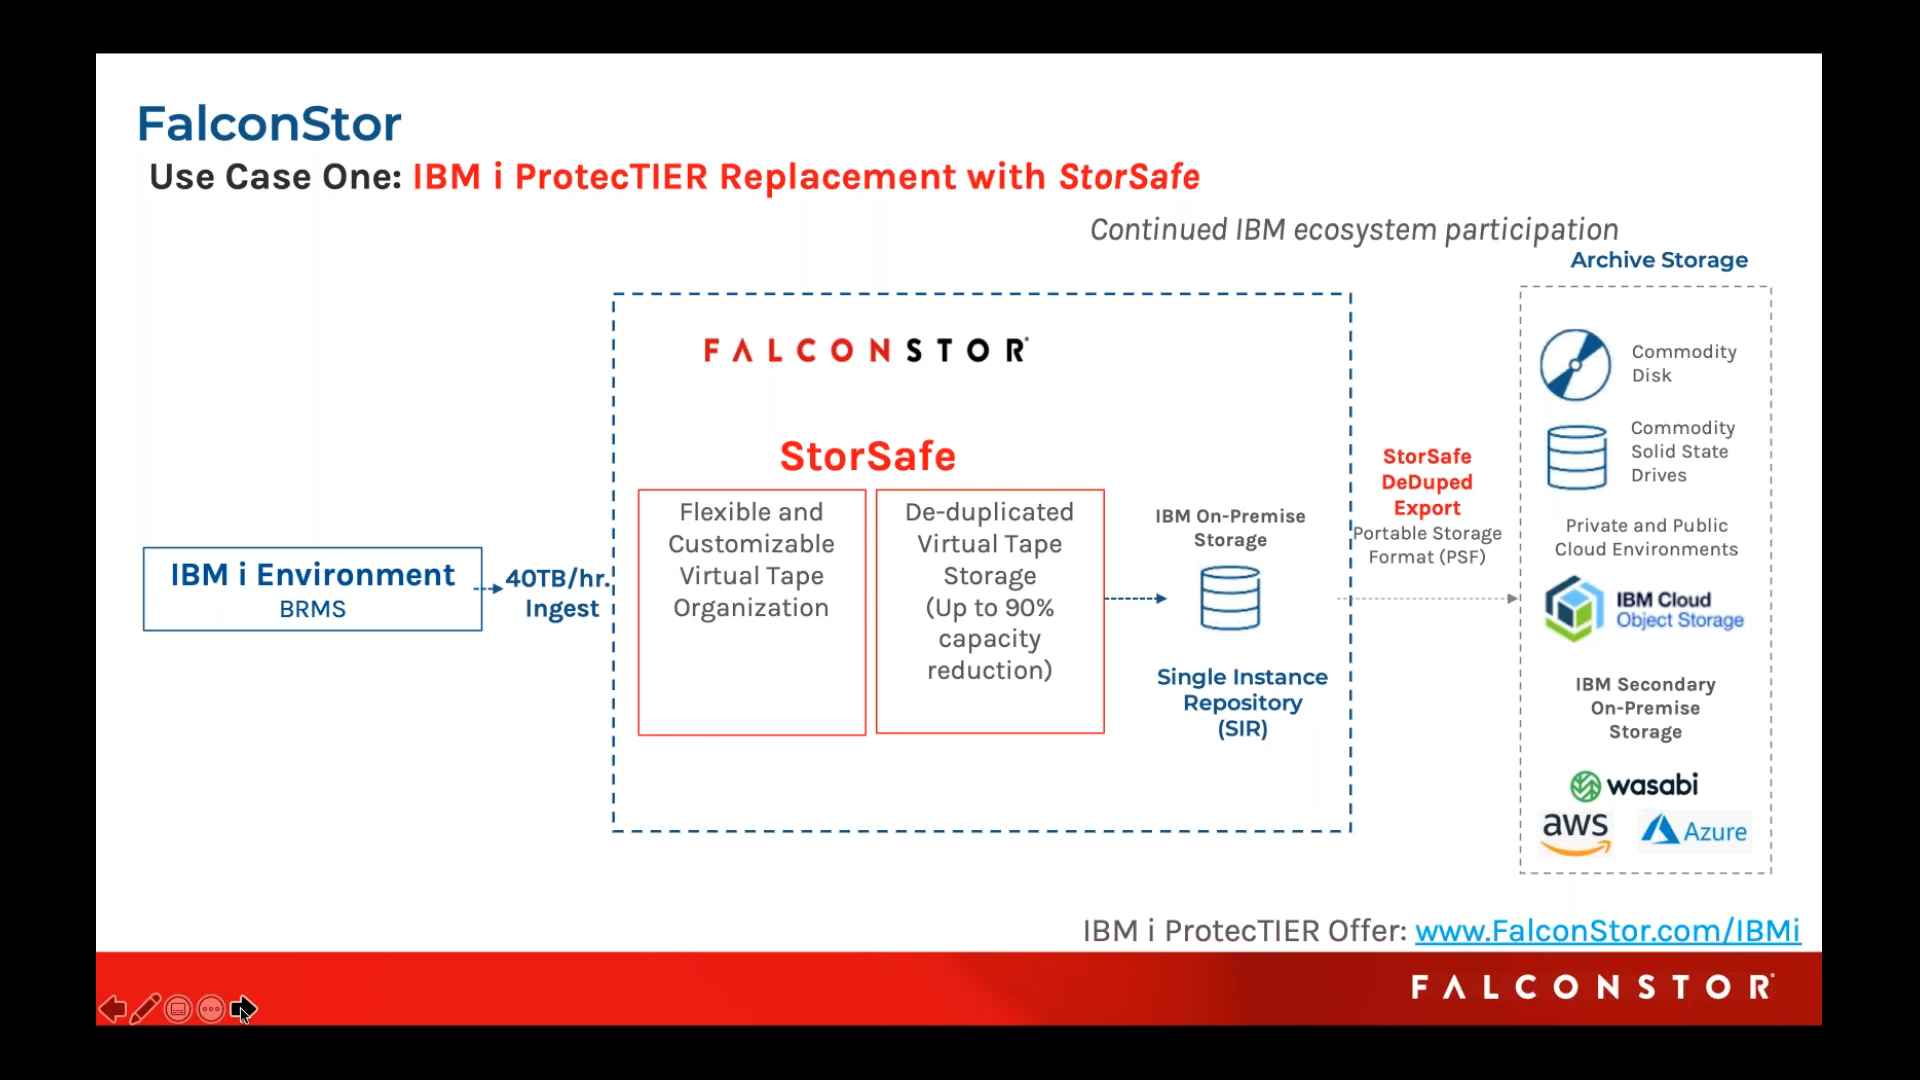 FalconStor
Use Case One: IBM i ProtecTIER Replacement with StorSafe
Continued IBM ecosystem participation
Archive Storage
FALCONSTOR
StorSafe
Flexible and
Customizable
Virtual Tape
Organization
De-duplicated
Virtual Tape
Storage
(Up to 90%
capacity
reduction)
IBM i Environment
BRMS
40TB/hr.
Ingest
IBM On-Premise
Storage
Single Instance
Repository
(SIR)
StorSafe
DeDuped
Export
Portable Storage
Format (PSF)
Commodity
Disk
Commodity
Solid State
Drives
Private and Public
Cloud Environments
IBM Cloud
Object Storage
IBM Secondary
On-Premise
Storage
wasabi
aws
Azure
IBM i ProtecTIER Offer: www.FalconStor.com/IBMi
FALCONSTOR